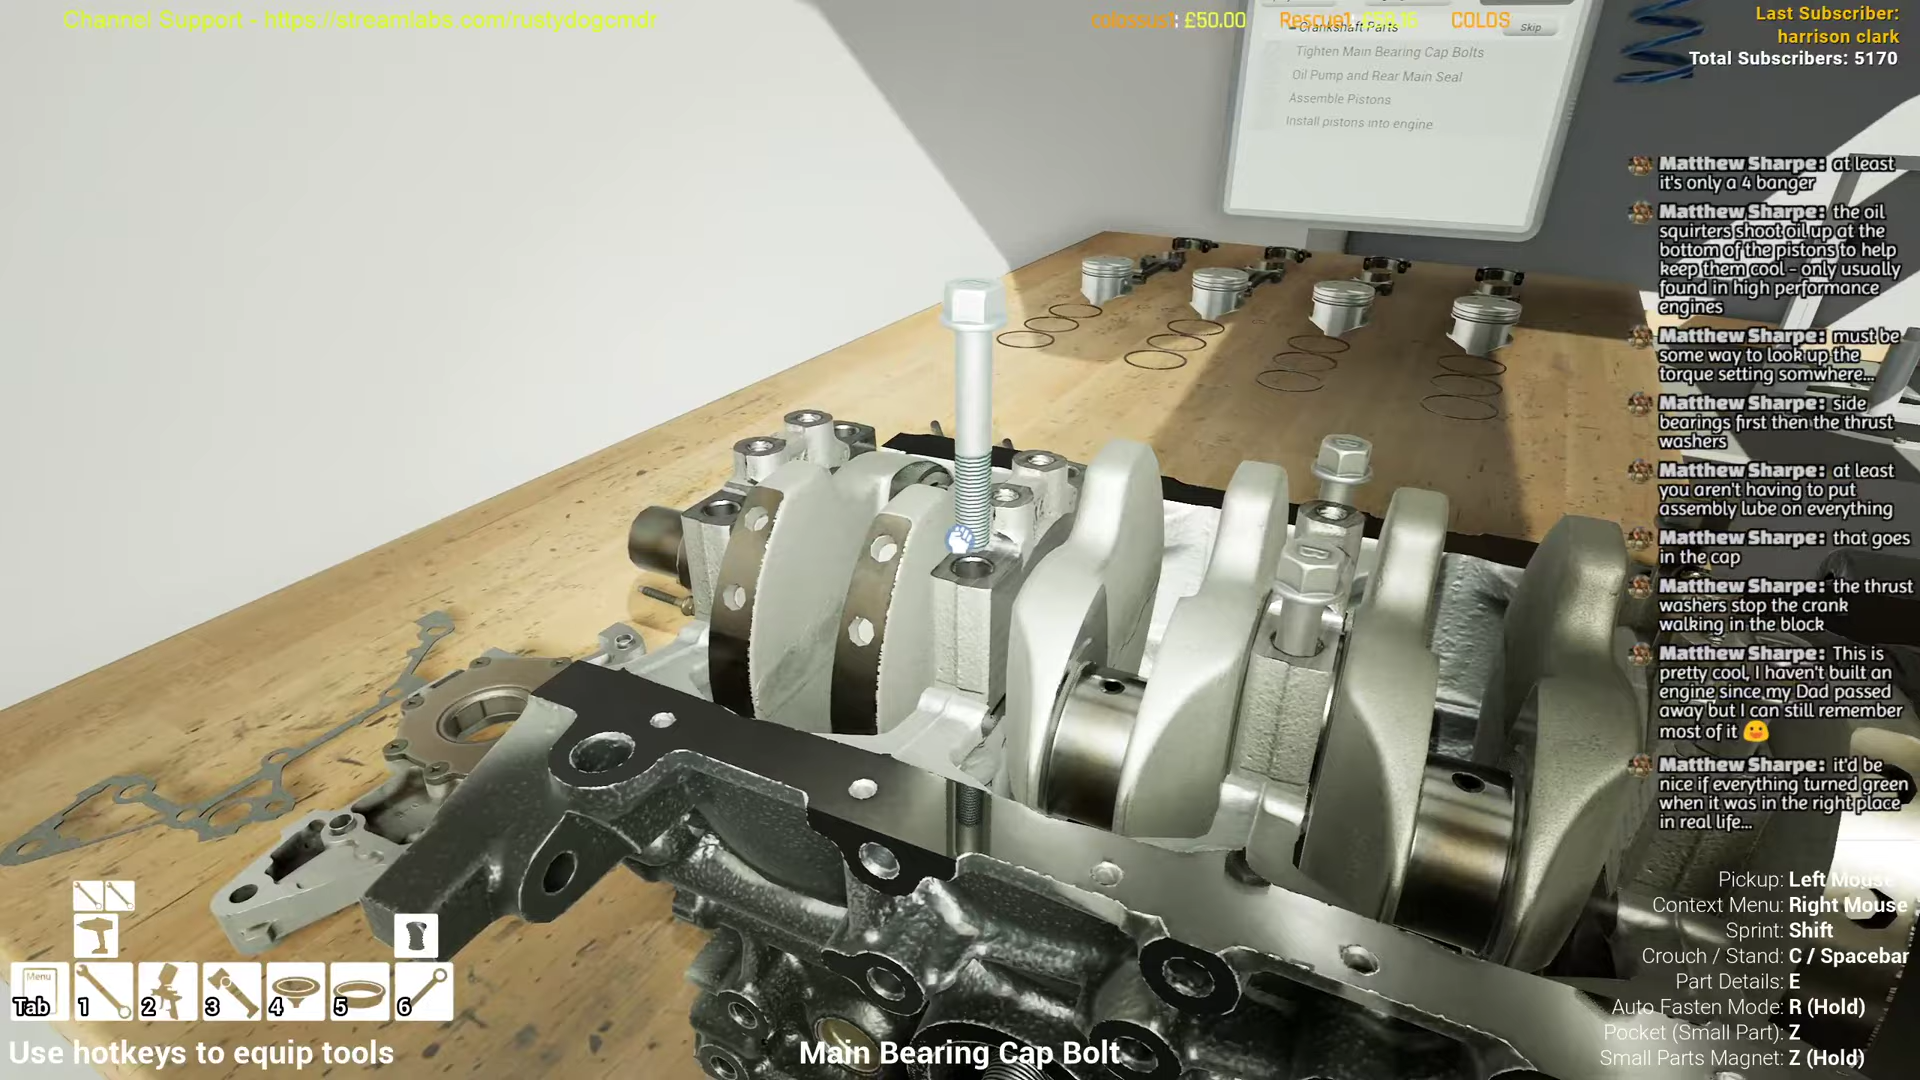 Channel Support - https://streamlabs.com/rustydogcmdr
colossus1: £50.00 Rescue1: COLOS
Last Subscriber:
harrison clark
Total Subscribers: 5170
Crankshaft Parts
Skip
Tighten Main Bearing Cap Bolts
Oil Pump and Rear Main Seal
Assemble Pistons
Install pistons into engine
Matthew Sharpe: at least
it's only a 4 banger
Matthew Sharpe: the oil
squirters shoot oil up at the
bottom of the pistons to help
keep them cool - only usually
found in high performance
engines
Matthew Sharpe: must be
some way to look up the
torque setting somwhere...
Matthew Sharpe: side
bearings first then the thrust
washers
Matthew Sharpe: at least
you aren't having to put
assembly lube on everything
Matthew Sharpe: that goes
in the cap
Matthew Sharpe: the thrust
washers stop the crank
walking in the block
Matthew Sharpe: This is
pretty cool, I haven't built an
engine since my Dad passed
away but I can still remember
most of it
Matthew Sharpe: it'd be
nice if everything turned green
when it was in the right place
in real life...
Pickup: Left Mouse
Context Menu: Right Mouse
Sprint: Shift
Crouch / Stand: C / Spacebar
Part Details: E
Auto Fasten Mode: R (Hold)
Pocket (Small Part): Z
Small Parts Magnet: Z (Hold)
Menu
Tab 1 2 3 4 5 6
Use hotkeys to equip tools
Main Bearing Cap Bolt